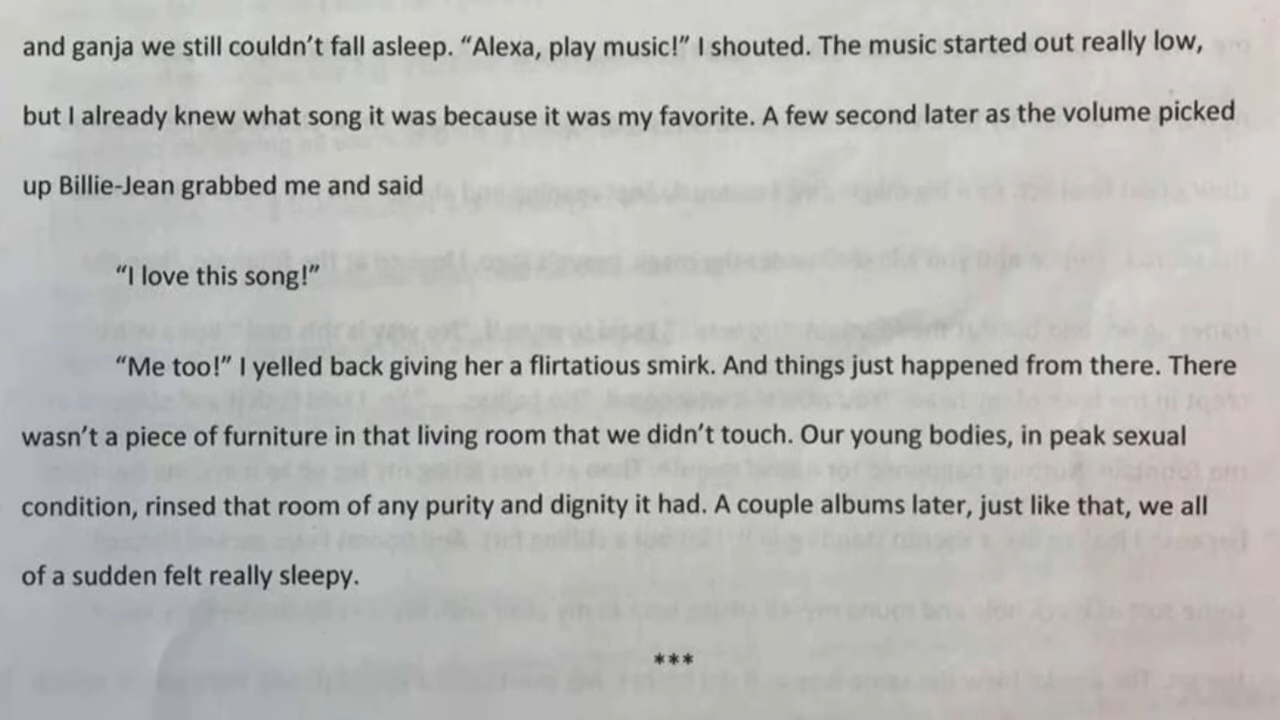 and ganja we still couldn’t fall asleep. “Alexa, play music!” I shouted. The music started out really low,
but I already knew what song it was because it was my favorite. A few second later as the volume picked
up Billie-Jean grabbed me and said
“I love this song!”
“Me too!” I yelled back giving her a flirtatious smirk. And things just happened from there. There
wasn’t a piece of furniture in that living room that we didn’t touch. Our young bodies, in peak sexual
condition, rinsed that room of any purity and dignity it had. A couple albums later, just like that, we all
of a sudden felt really sleepy.
***